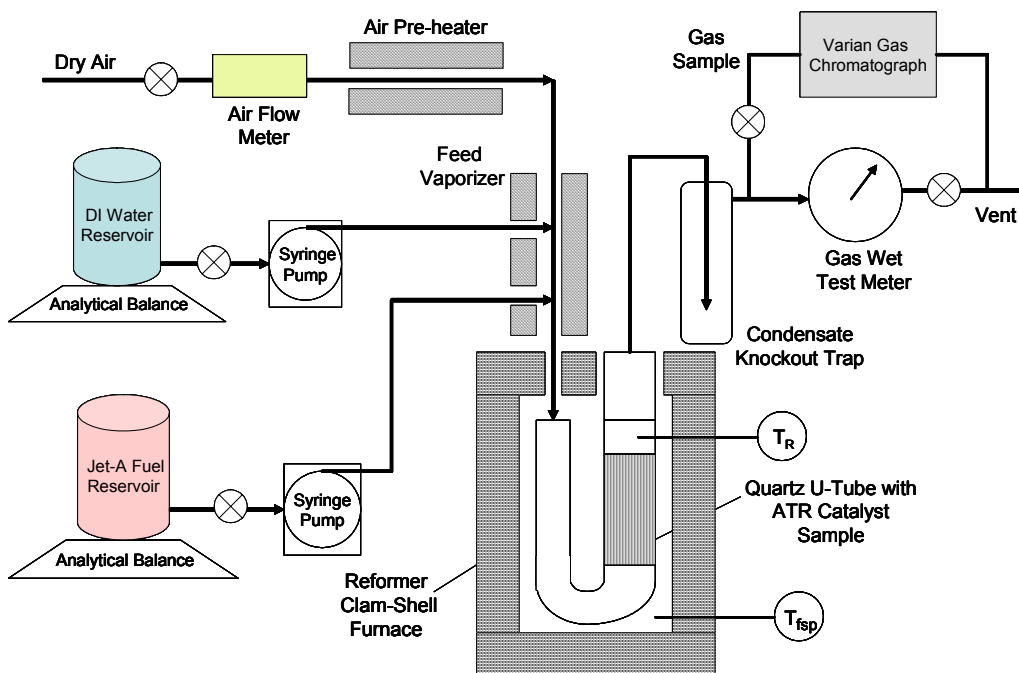 Air Pre-heater
Dry Air
Air Flow
Meter
Gas
Sample
Varian Gas
Chromatograph
Feed
Vaporizer
DI Water
Reservoir
Syringe
Pump
Analytical Balance
Vent
Gas Wet
Test Meter
Condensate
Knockout Trap
Jet-A Fuel
Reservoir
Syringe
Pump
Analytical Balance
TR
Quartz U-Tube with
ATR Catalyst
Sample
Reformer
Clam-Shell
Furnace
Tfsp